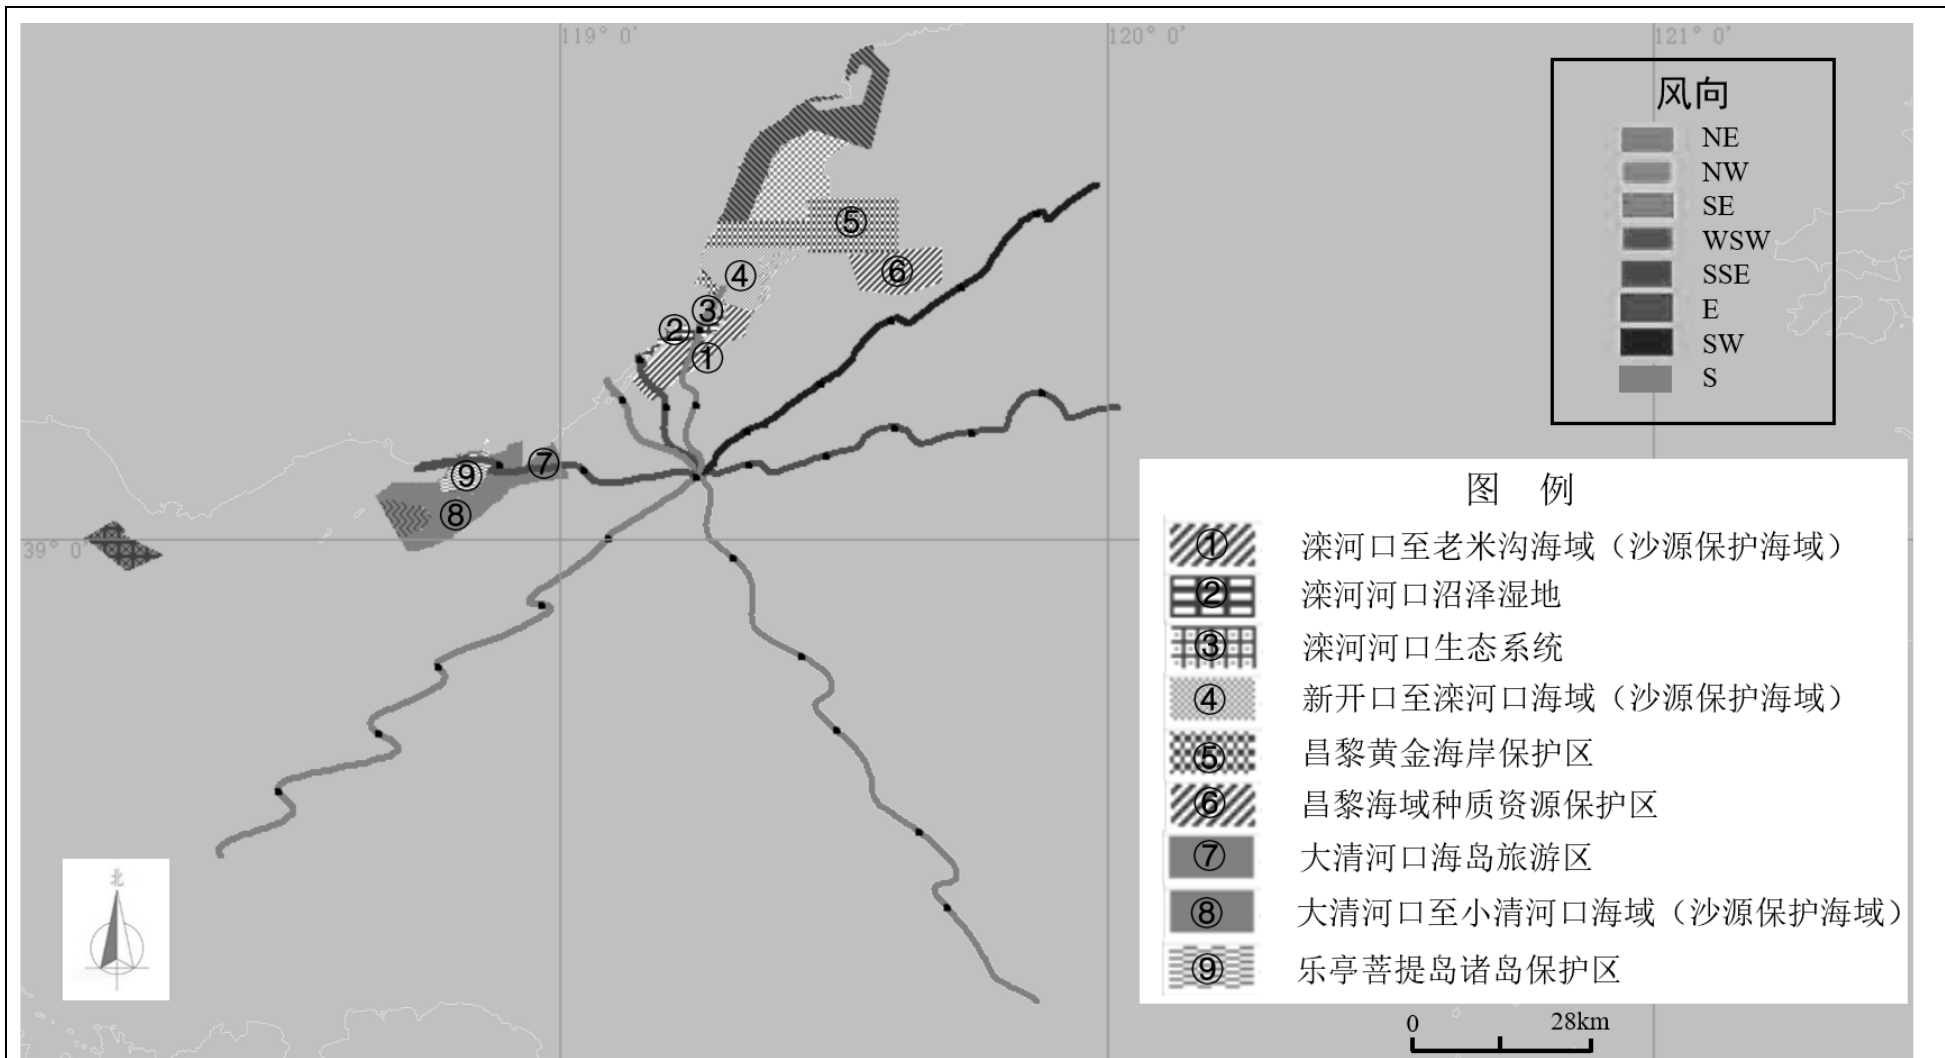 119° 0′
120° 0′
121° 0′
39° 0′
风向
NE
NW
SE
WSW
SSE
E
SW
S
⑤
⑥
④
③
②
①
⑦
⑨
⑧
图 例
① 滦河口至老米沟海域（沙源保护海域）
② 滦河河口沼泽湿地
③ 滦河河口生态系统
④ 新开口至滦河口海域（沙源保护海域）
⑤ 昌黎黄金海岸保护区
⑥ 昌黎海域种质资源保护区
⑦ 大清河口海岛旅游区
⑧ 大清河口至小清河口海域（沙源保护海域）
⑨ 乐亭菩提岛诸岛保护区
北
0 28km